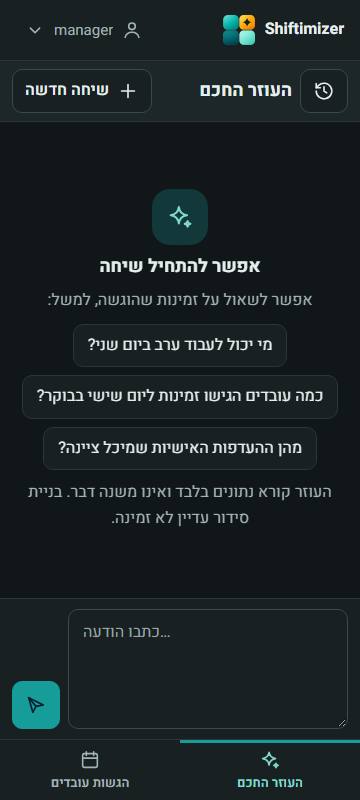 Shiftimizer
manager
העוזר החכם
שיחה חדשה
אפשר להתחיל שיחה
אפשר לשאול על זמינות שהוגשה, למשל:
מי יכול לעבוד ערב ביום שני?
כמה עובדים הגישו זמינות ליום שישי בבוקר?
מהן ההעדפות האישיות שמיכל ציינה?
העוזר קורא נתונים בלבד ואינו משנה דבר. בניית
סידור עדיין לא זמינה.
כתבו הודעה...
העוזר החכם
הגשות עובדים